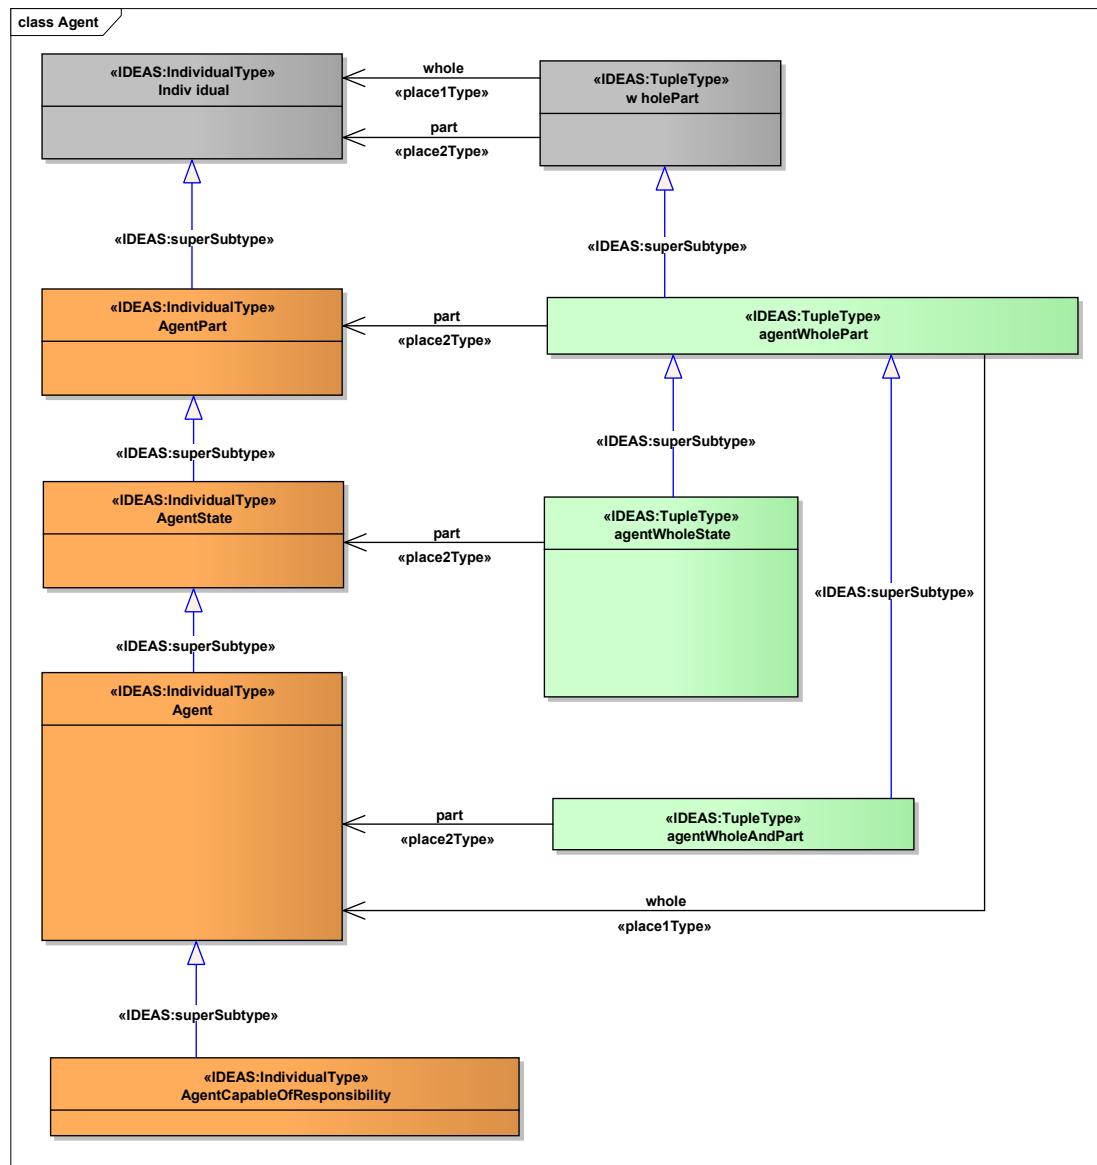 class Agent
«IDEAS:IndividualType»
Indiv idual
whole
«place1Type»
part
«place2Type»
«IDEAS:TupleType»
w holePart
«IDEAS:superSubtype»
«IDEAS:superSubtype»
«IDEAS:IndividualType»
AgentPart
part
«place2Type»
«IDEAS:TupleType»
agentWholePart
«IDEAS:superSubtype»
«IDEAS:superSubtype»
«IDEAS:IndividualType»
AgentState
part
«place2Type»
«IDEAS:TupleType»
agentWholeState
«IDEAS:superSubtype»
«IDEAS:superSubtype»
«IDEAS:IndividualType»
Agent
part
«place2Type»
«IDEAS:TupleType»
agentWholeAndPart
whole
«place1Type»
«IDEAS:superSubtype»
«IDEAS:IndividualType»
AgentCapableOfResponsibility